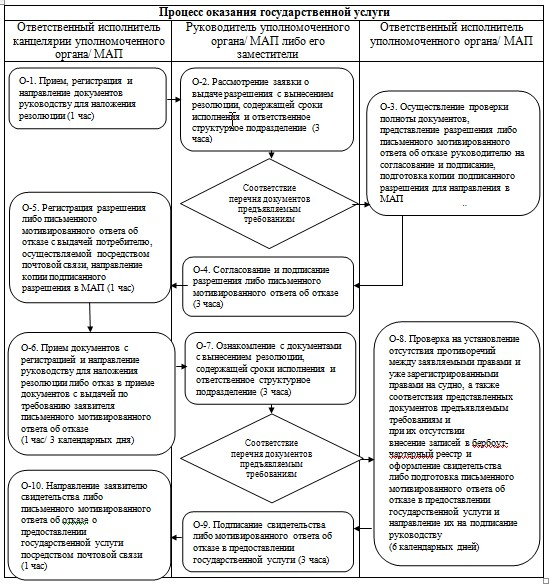 Процесс оказания государственной услуги
Ответственный исполнитель
канцелярии уполномоченного
органа/ МАП
Руководитель уполномоченного
органа/ МАП либо его
заместители
Ответственный исполнитель
уполномоченного органа/ МАП
О-1. Прием, регистрация и
направление документов
руководству для наложения
резолюции (1 час)
О-2. Рассмотрение заявки о
выдаче разрешения с вынесением
резолюции, содержащей сроки
исполнения и ответственное
структурное подразделение (3
часа)
О-3. Осуществление проверки
полноты документов,
представление разрешения либо
письменного мотивированного
ответа об отказе руководителю на
согласование и подписание,
подготовка копии подписанного
разрешения для направления в
МАП ..
Соответствие
перечня документов
предъявляемым
требованиям
О-5. Регистрация разрешения
либо письменного
мотивированного ответа об
отказе с выдачей потребителю,
осуществляемой посредством
почтовой связи, направление
копии подписанного
разрешения в МАП (1 час)
О-4. Согласование и подписание
разрешения либо письменного
мотивированного ответа об отказе
(3 часа)
О-6. Прием документов с
регистрацией и направление
руководству для наложения
резолюции либо отказ в приеме
документов с выдачей по
требованию заявителя
письменного мотивированного
ответа об отказе
(1 час/ 3 календарных дня)
О-7. Ознакомление с документами
с вынесением резолюции,
содержащей срок исполнения и
ответственное структурное
подразделение (3 часа)
О-8. Проверка на установление
отсутствия противоречий
между заявляемыми правами и
уже зарегистрированными
правами на судно, а также
соответствия представленных
документов предъявляемым
требованиям и
при их отсутствии
внесение записей в бербоут-
чартерный реестр и
оформление свидетельства
либо подготовка письменного
мотивированного ответа об
отказе в предоставлении
государственной услуги и
направление их на подписание
руководству
(6 календарных дней)
Соответствие
перечня документов
предъявляемым
требованиям
О-10. Направление заявителю
свидетельства либо
письменного мотивированного
ответа об отказе о
предоставлении
государственной услуги
посредством почтовой связи
(1 час)
О-9. Подписание свидетельства
либо мотивированного ответа об
отказе в предоставлении
государственной услуги (3 часа)